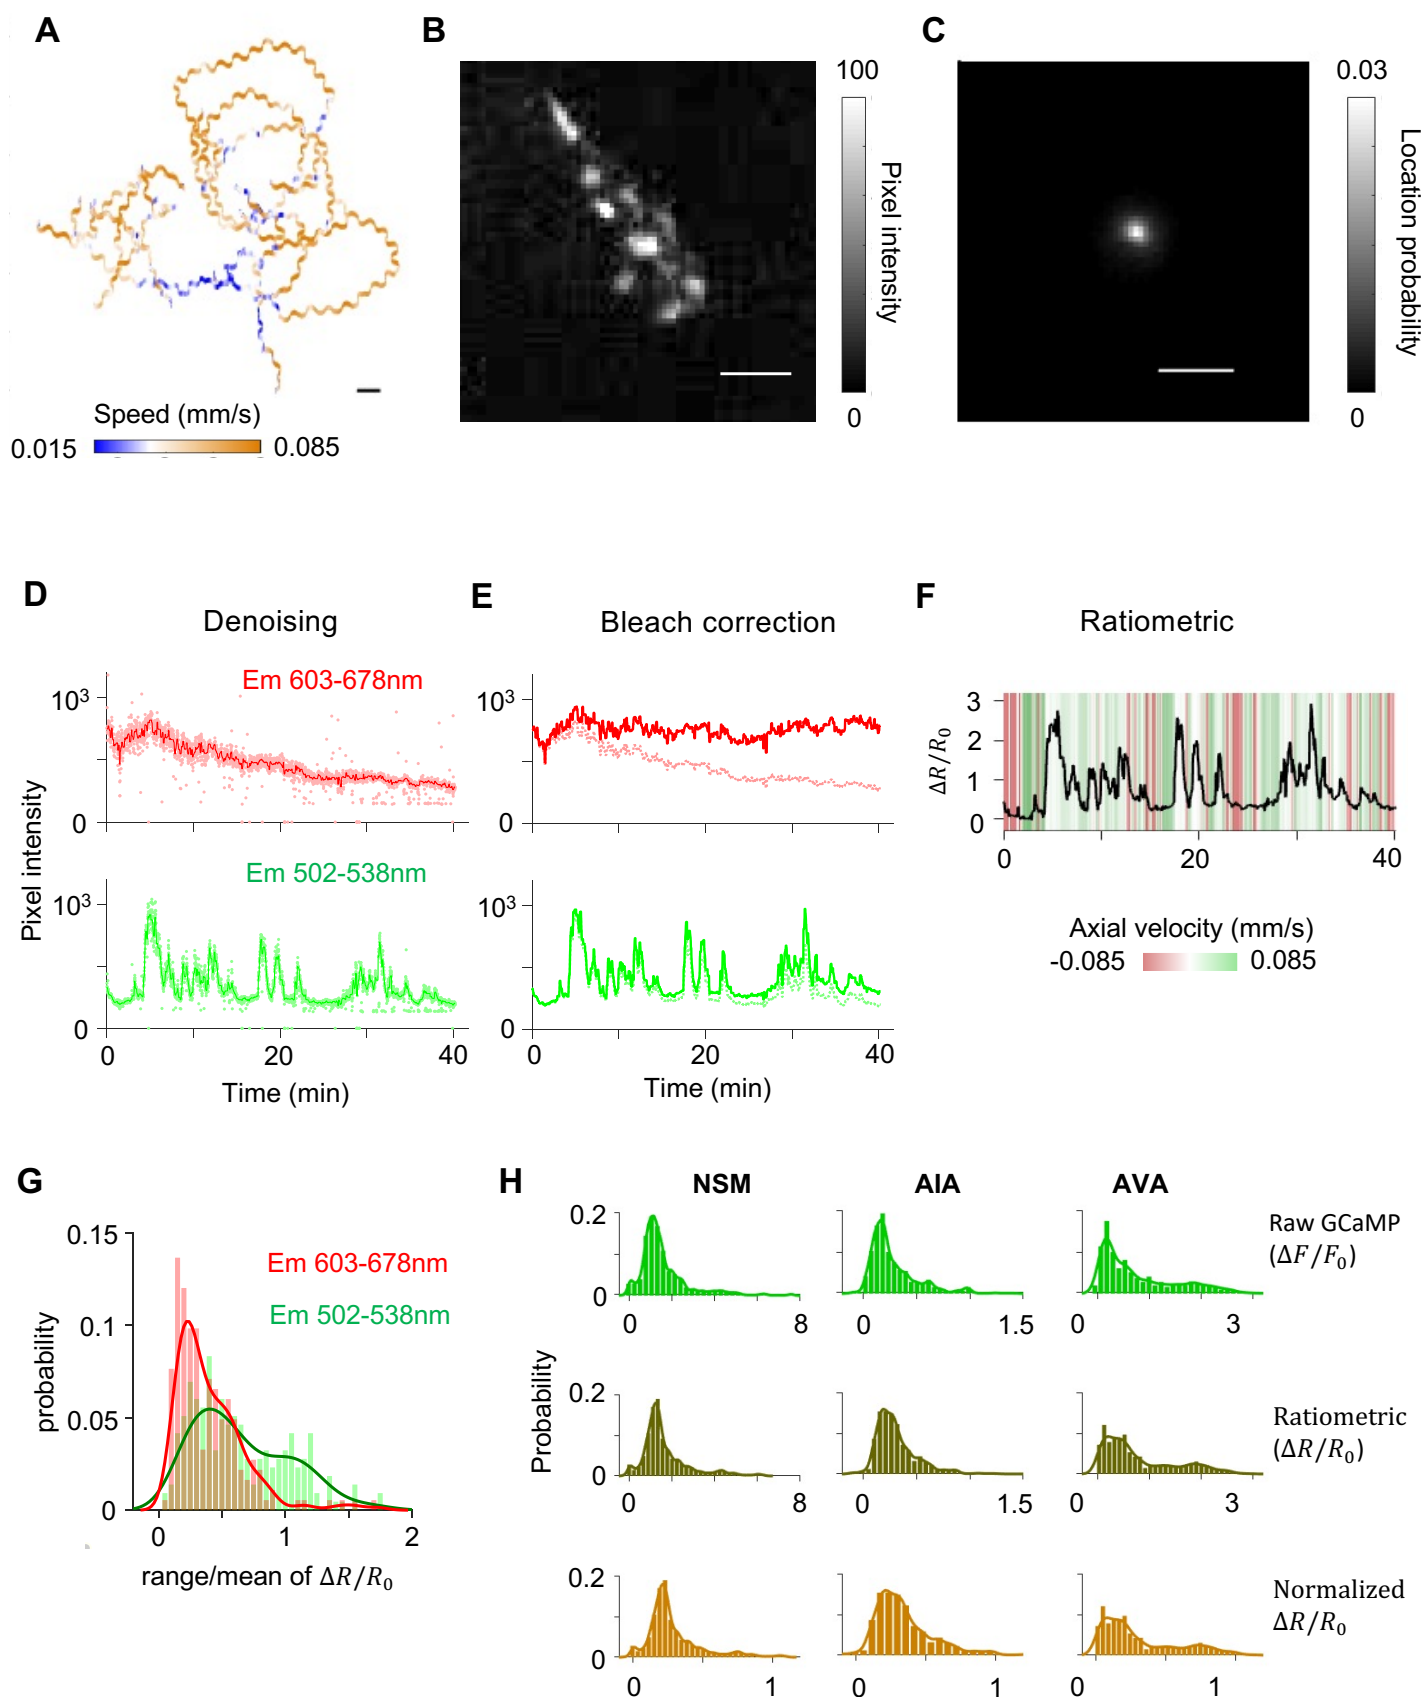 A
B
C
100
0.03
Pixel intensity
Location probability
0
0
Speed (mm/s)
0.015
0.085
D
E
F
Denoising
Bleach correction
Ratiometric
Em 603-678nm
10³
0
10³
0
Pixel intensity
Em 502-538nm
10³
0
0
20
40
Time (min)
10³
0
0
20
40
Time (min)
ΔR/R₀
3
2
1
0
0
20
40
Axial velocity (mm/s)
-0.085
0.085
G
H
NSM
AIA
AVA
0.15
0.1
0.05
0
probability
Em 603-678nm
Em 502-538nm
0
1
2
range/mean of ΔR/R₀
Probability
0.2
0
0
8
0
1.5
0
3
Raw GCaMP
(ΔF/F₀)
0.2
0
0
8
0
1.5
0
3
Ratiometric
(ΔR/R₀)
0.2
0
0
1
0
1
0
1
Normalized
ΔR/R₀